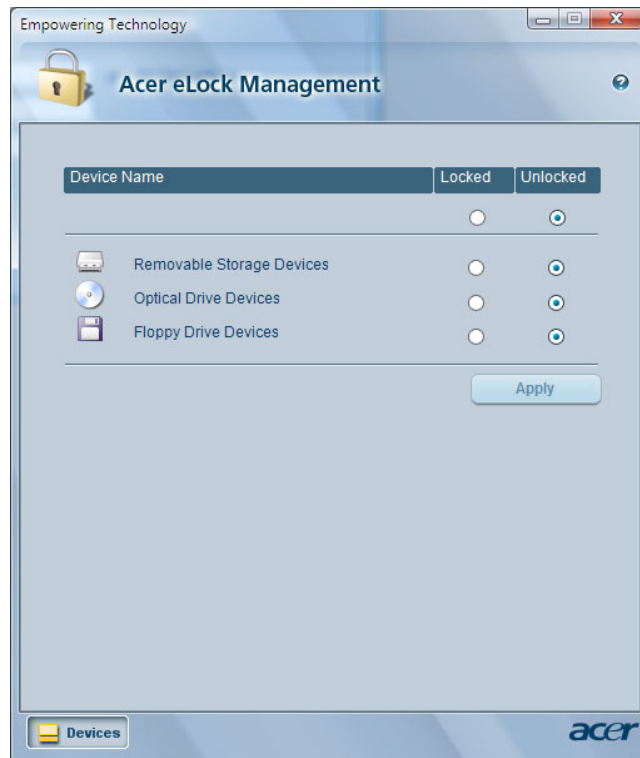 Empowering Technology
Acer eLock Management
Device Name Locked Unlocked
Removable Storage Devices
Optical Drive Devices
Floppy Drive Devices
Apply
Devices
acer